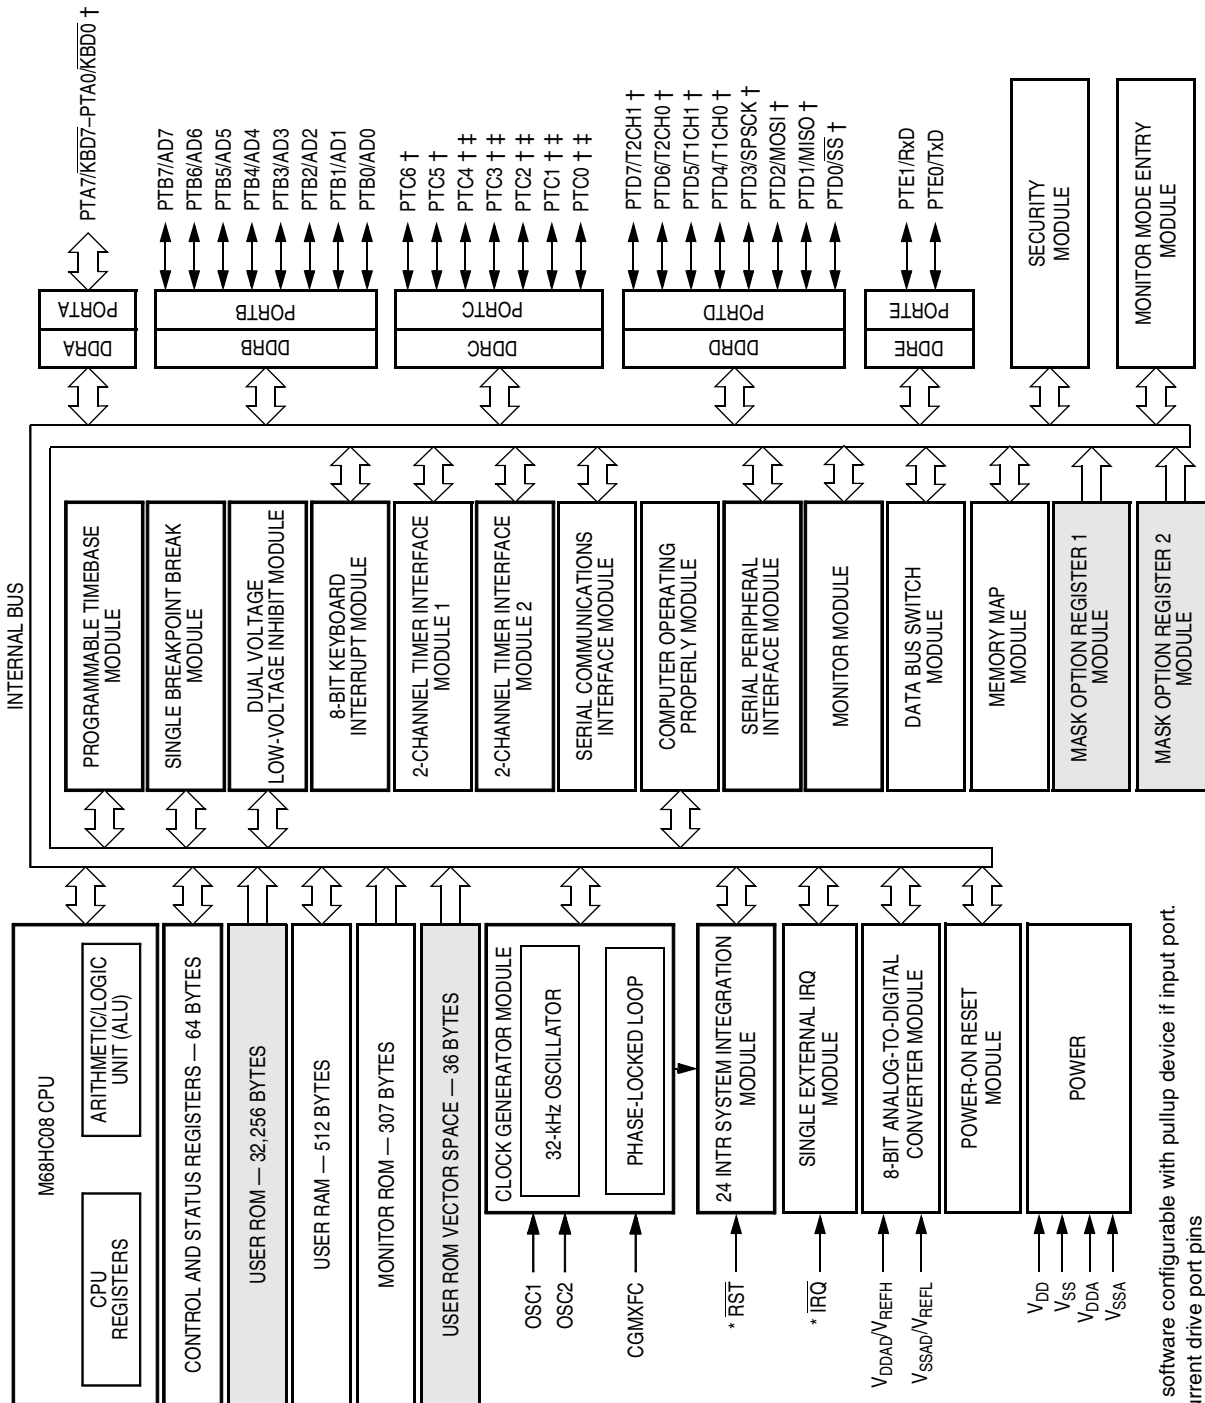 INTERNAL BUS
M68HC08 CPU
CPU
REGISTERS
ARITHMETIC/LOGIC
UNIT (ALU)
CONTROL AND STATUS REGISTERS — 64 BYTES
USER ROM — 32,256 BYTES
USER RAM — 512 BYTES
MONITOR ROM — 307 BYTES
USER ROM VECTOR SPACE — 36 BYTES
CLOCK GENERATOR MODULE
32-kHz OSCILLATOR
PHASE-LOCKED LOOP
OSC1
OSC2
CGMXFC
24 INTR SYSTEM INTEGRATION
MODULE
* RST
SINGLE EXTERNAL IRQ
MODULE
* IRQ
8-BIT ANALOG-TO-DIGITAL
CONVERTER MODULE
VDDAD/VREFH
VSSAD/VREFL
POWER-ON RESET
MODULE
POWER
VDD
VSS
VDDA
VSSA
PROGRAMMABLE TIMEBASE
MODULE
SINGLE BREAKPOINT BREAK
MODULE
DUAL VOLTAGE
LOW-VOLTAGE INHIBIT MODULE
8-BIT KEYBOARD
INTERRUPT MODULE
2-CHANNEL TIMER INTERFACE
MODULE 1
2-CHANNEL TIMER INTERFACE
MODULE 2
SERIAL COMMUNICATIONS
INTERFACE MODULE
COMPUTER OPERATING
PROPERLY MODULE
SERIAL PERIPHERAL
INTERFACE MODULE
MONITOR MODULE
DATA BUS SWITCH
MODULE
MEMORY MAP
MODULE
MASK OPTION REGISTER 1
MODULE
MASK OPTION REGISTER 2
MODULE
DDRA
PORTA
PTA7/KBD7–PTA0/KBD0 †
DDRB
PORTB
PTB7/AD7
PTB6/AD6
PTB5/AD5
PTB4/AD4
PTB3/AD3
PTB2/AD2
PTB1/AD1
PTB0/AD0
DDRC
PORTC
PTC6 †
PTC5 †
PTC4 † ‡
PTC3 † ‡
PTC2 † ‡
PTC1 † ‡
PTC0 † ‡
DDRD
PORTD
PTD7/T2CH1 †
PTD6/T2CH0 †
PTD5/T1CH1 †
PTD4/T1CH0 †
PTD3/SPSCK †
PTD2/MOSI †
PTD1/MISO †
PTD0/SS †
DDRE
PORTE
PTE1/RxD
PTE0/TxD
SECURITY
MODULE
MONITOR MODE ENTRY
MODULE
software configurable with pullup device if input port.
urrent drive port pins